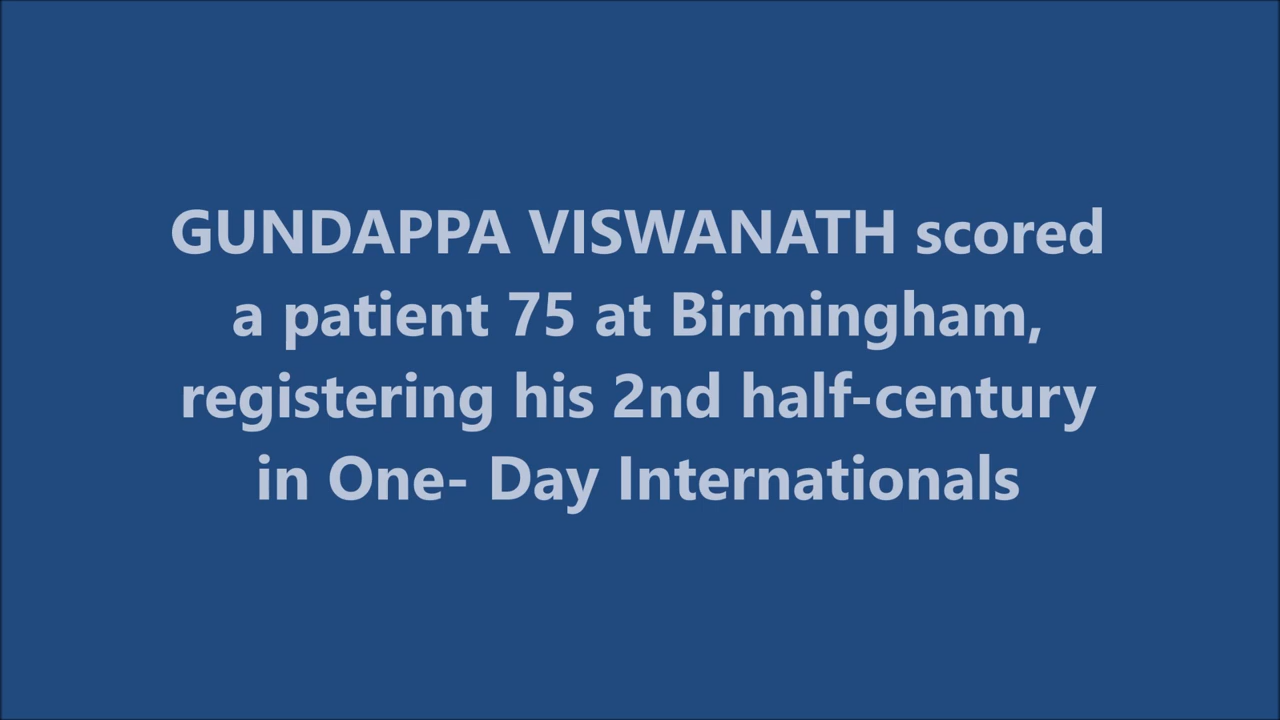 GUNDAPPA VISWANATH scored
a patient 75 at Birmingham,
registering his 2nd half-century
in One- Day Internationals